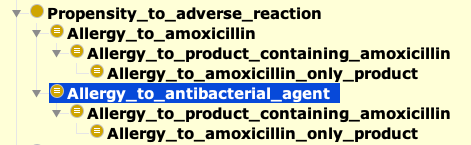 Propensity_to_adverse_reaction
Allergy_to_amoxicillin
Allergy_to_product_containing_amoxicillin
Allergy_to_amoxicillin_only_product
Allergy_to_antibacterial_agent
Allergy_to_product_containing_amoxicillin
Allergy_to_amoxicillin_only_product